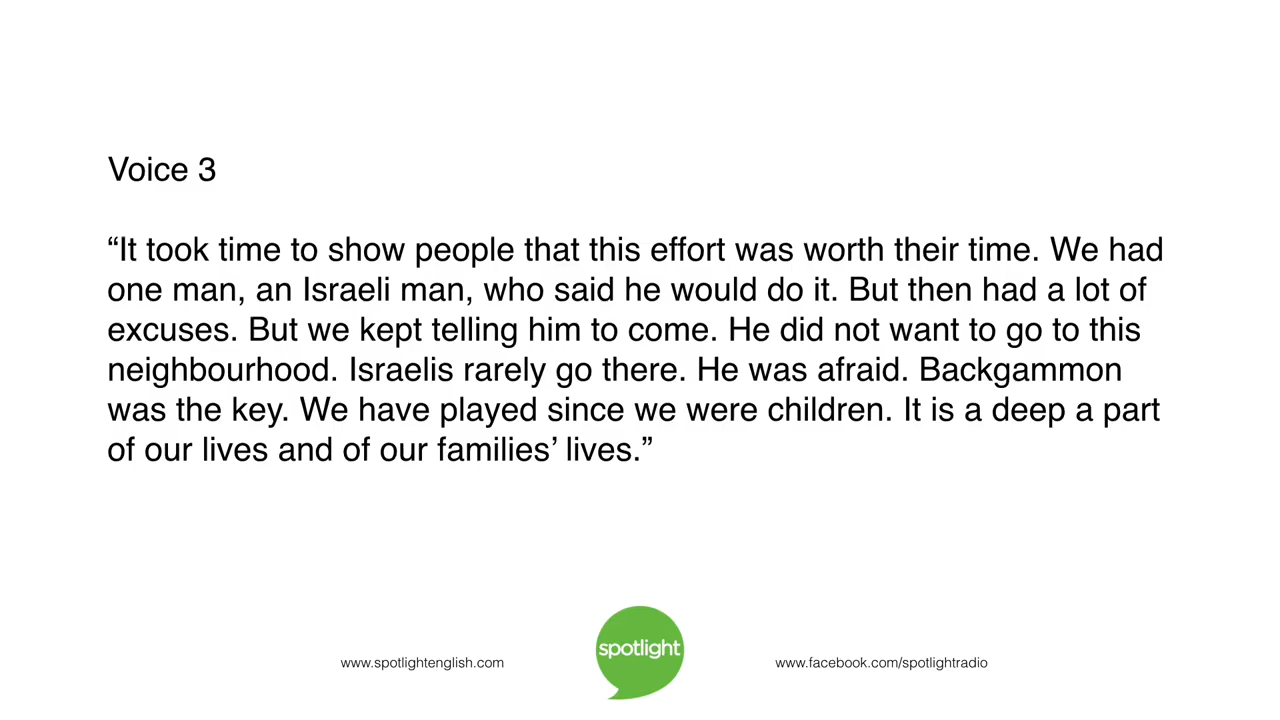 Voice 3
“It took time to show people that this effort was worth their time. We had
one man, an Israeli man, who said he would do it. But then had a lot of
excuses. But we kept telling him to come. He did not want to go to this
neighbourhood. Israelis rarely go there. He was afraid. Backgammon
was the key. We have played since we were children. It is a deep a part
of our lives and of our families’ lives.”
spotlight
www.spotlightenglish.com
www.facebook.com/spotlightradio